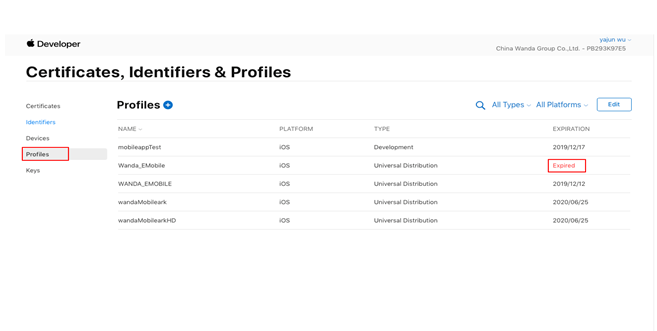 Developer
yajun wu
China Wanda Group Co.,Ltd. - PB293K97E5
Certificates, Identifiers & Profiles
Certificates
Identifiers
Devices
Profiles
Keys
Profiles
All Types
All Platforms
Edit
NAME PLATFORM TYPE EXPIRATION
mobileappTest iOS Development 2019/12/17
Wanda_EMobile iOS Universal Distribution Expired
WANDA_EMOBILE iOS Universal Distribution 2019/12/12
wandaMobileark iOS Universal Distribution 2020/06/25
wandaMobilearkHD iOS Universal Distribution 2020/06/25